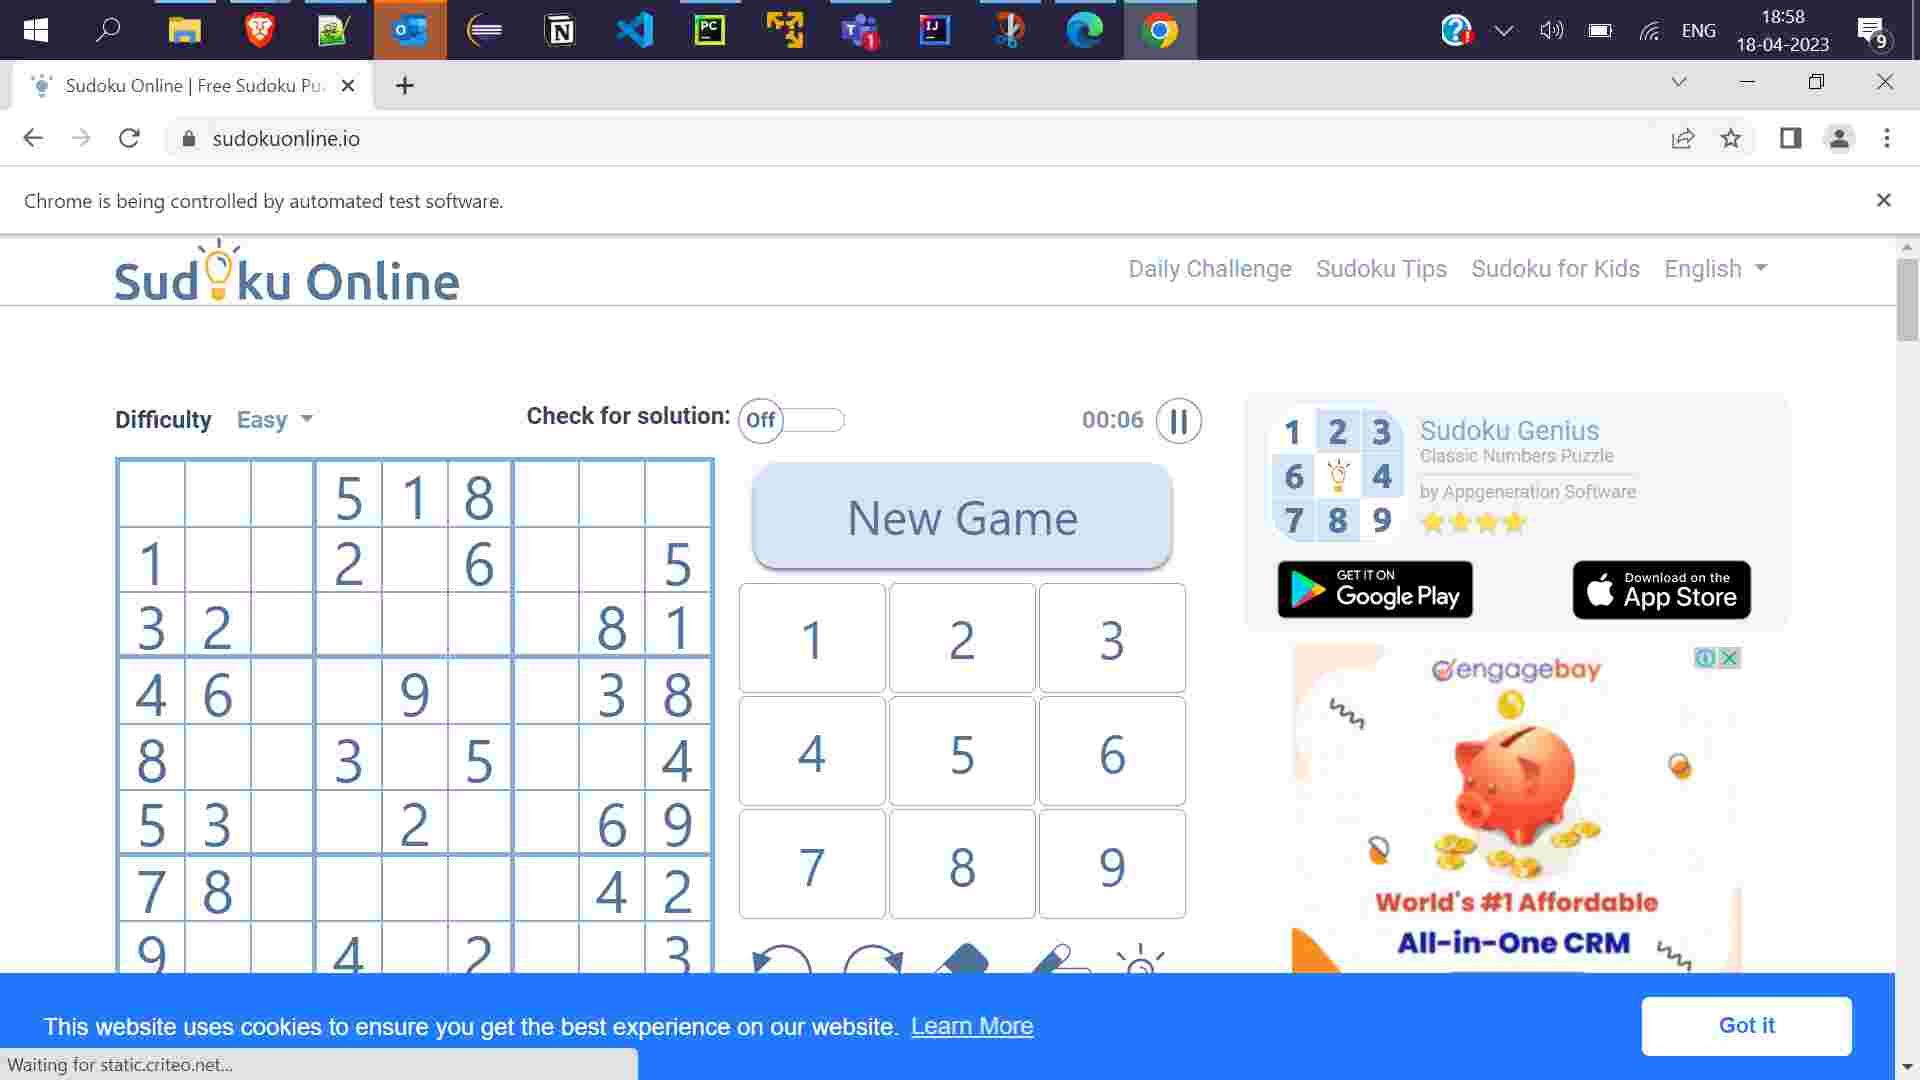 18:58
ENG
18-04-2023
9
PC
1
IJ
Sudoku Online | Free Sudoku Pu
sudokuonline.io
Chrome is being controlled by automated test software.
Sudoku Online
Daily Challenge Sudoku Tips Sudoku for Kids English
Difficulty Easy
Check for solution: Off
00:06
5 1 8
1 2 6 5
3 2 8 1
4 6 9 3 8
8 3 5 4
5 3 2 6 9
7 8 4 2
9 4 2 3
New Game
1 2 3
4 5 6
7 8 9
1 2 3
6 4
7 8 9
Sudoku Genius
Classic Numbers Puzzle
by Appgeneration Software
GET IT ON
Google Play
Download on the
App Store
engagebay
World's #1 Affordable
All-in-One CRM
This website uses cookies to ensure you get the best experience on our website. Learn More
Got it
Waiting for static.criteo.net...